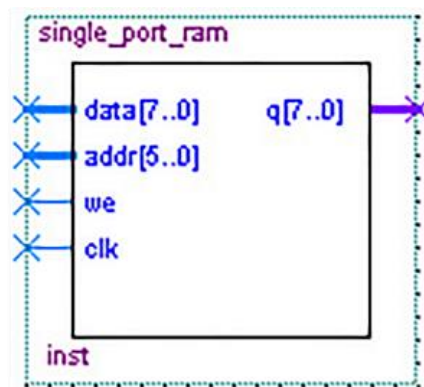 single_port_ram
data[7..0] q[7..0]
addr[5..0]
we
clk
inst